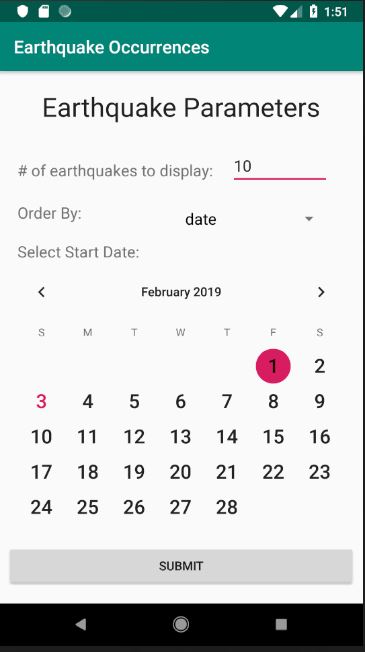 1:51
Earthquake Occurrences
Earthquake Parameters
# of earthquakes to display: 10
Order By: date
Select Start Date:
February 2019
S M T W T F S
1 2
3 4 5 6 7 8 9
10 11 12 13 14 15 16
17 18 19 20 21 22 23
24 25 26 27 28
SUBMIT